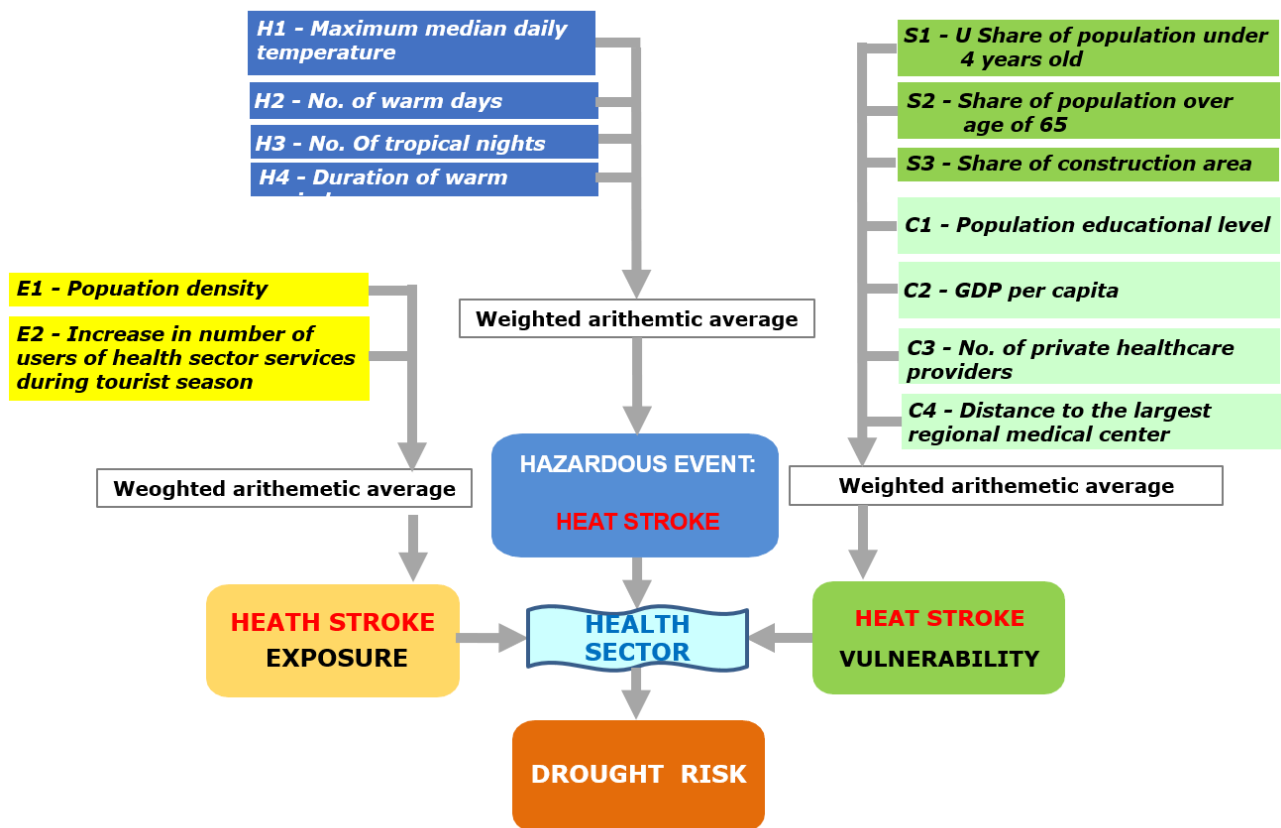 H1 - Maximum median daily
temperature
H2 - No. of warm days
H3 - No. Of tropical nights
H4 - Duration of warm
S1 - U Share of population under
4 years old
S2 - Share of population over
age of 65
S3 - Share of construction area
C1 - Population educational level
C2 - GDP per capita
C3 - No. of private healthcare
providers
C4 - Distance to the largest
regional medical center
E1 - Popuation density
E2 - Increase in number of
users of health sector services
during tourist season
Weighted arithemtic average
Weoghted arithemetic average
Weighted arithemetic average
HAZARDOUS EVENT:
HEAT STROKE
HEATH STROKE
EXPOSURE
HEALTH
SECTOR
HEAT STROKE
VULNERABILITY
DROUGHT RISK